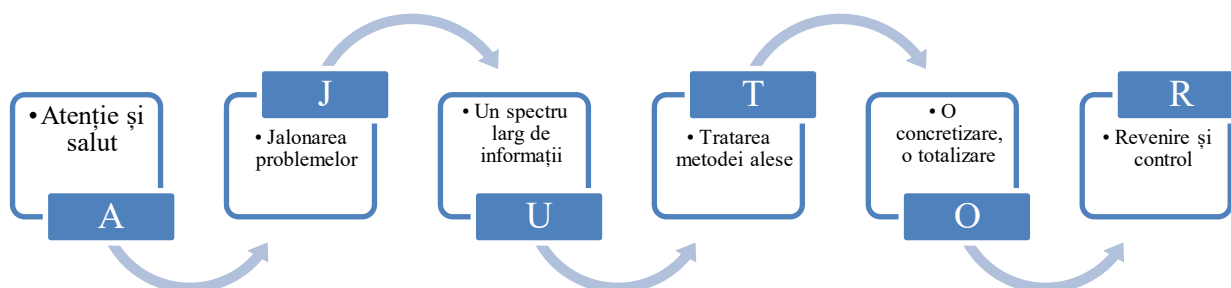 • Atenție și
salut
A
J
• Jalonarea
problemelor
• Un spectru
larg de
informații
U
T
• Tratarea
metodei alese
• O
concretizare,
o totalizare
O
R
• Revenire și
control